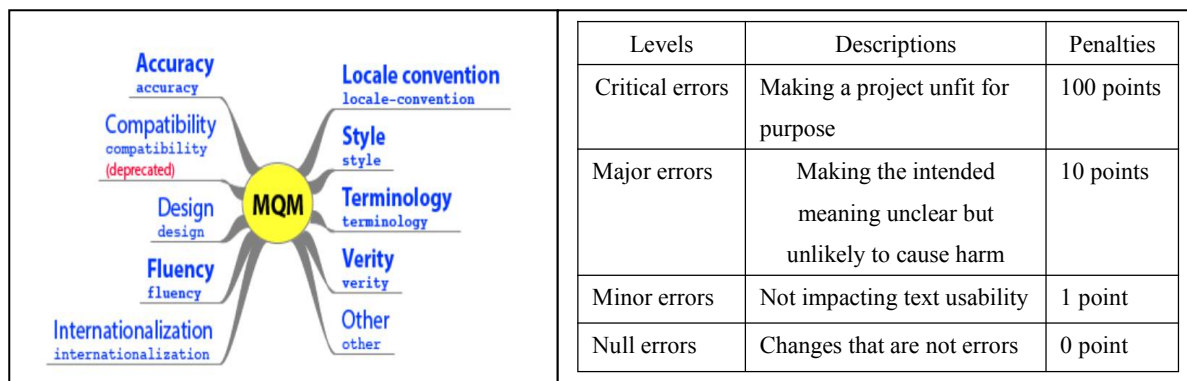 Accuracy
accuracy
Compatibility
compatibility
(deprecated)
Design
design
Fluency
fluency
Internationalization
internationalization
MQM
Locale convention
locale-convention
Style
style
Terminology
terminology
Verity
verity
Other
other
Levels Descriptions Penalties
Critical errors Making a project unfit for 100 points
purpose
Major errors Making the intended 10 points
meaning unclear but
unlikely to cause harm
Minor errors Not impacting text usability 1 point
Null errors Changes that are not errors 0 point